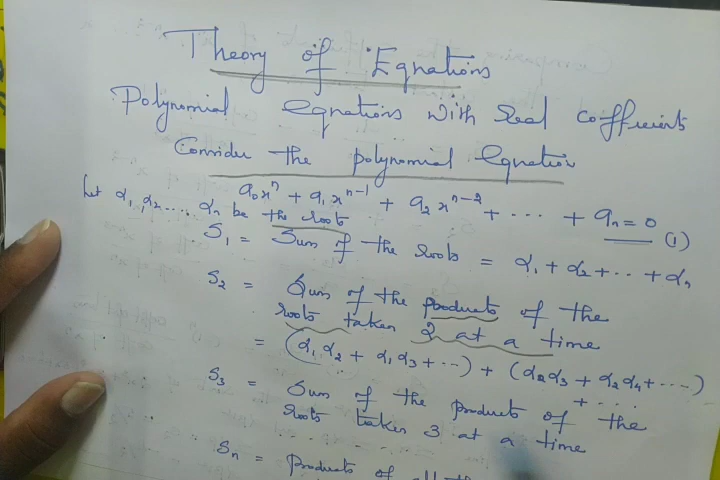 Theory of Equations
Polynomial equations with real coefficients
Consider the polynomial equation
a₀xⁿ + a₁xⁿ⁻¹ + a₂xⁿ⁻² + ... + aₙ = 0 (1)
Let α₁, α₂ ..... αₙ be the roots
S₁ = Sum of the roots = α₁ + α₂ + ... + αₙ
S₂ = Sum of the products of the
roots taken 2 at a time
= (α₁α₂ + α₁α₃ + ...) + (α₂α₃ + α₂α₄ + ....)
+ ...
S₃ = Sum of the products of the
roots taken 3 at a time
Sₙ = Products of all the